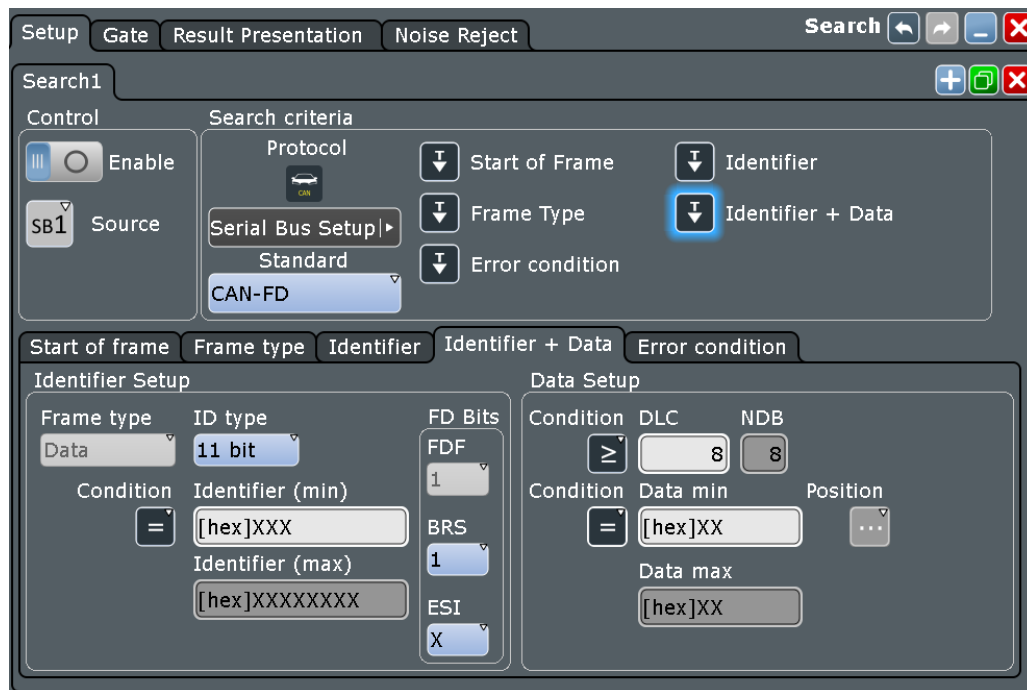 Setup Gate Result Presentation Noise Reject Search
Search1
Control Search criteria
Protocol
Enable CAN T Start of Frame T Identifier
SB1 Source Serial Bus Setup T Frame Type T Identifier + Data
Standard T Error condition
CAN-FD
Start of frame Frame type Identifier Identifier + Data Error condition
Identifier Setup Data Setup
Frame type ID type FD Bits Condition DLC NDB
Data 11 bit FDF ≥ 8 8
1
Condition Identifier (min) Condition Data min Position
= [hex]XXX BRS = [hex]XX ...
1
Identifier (max) Data max
[hex]XXXXXXXX ESI [hex]XX
X